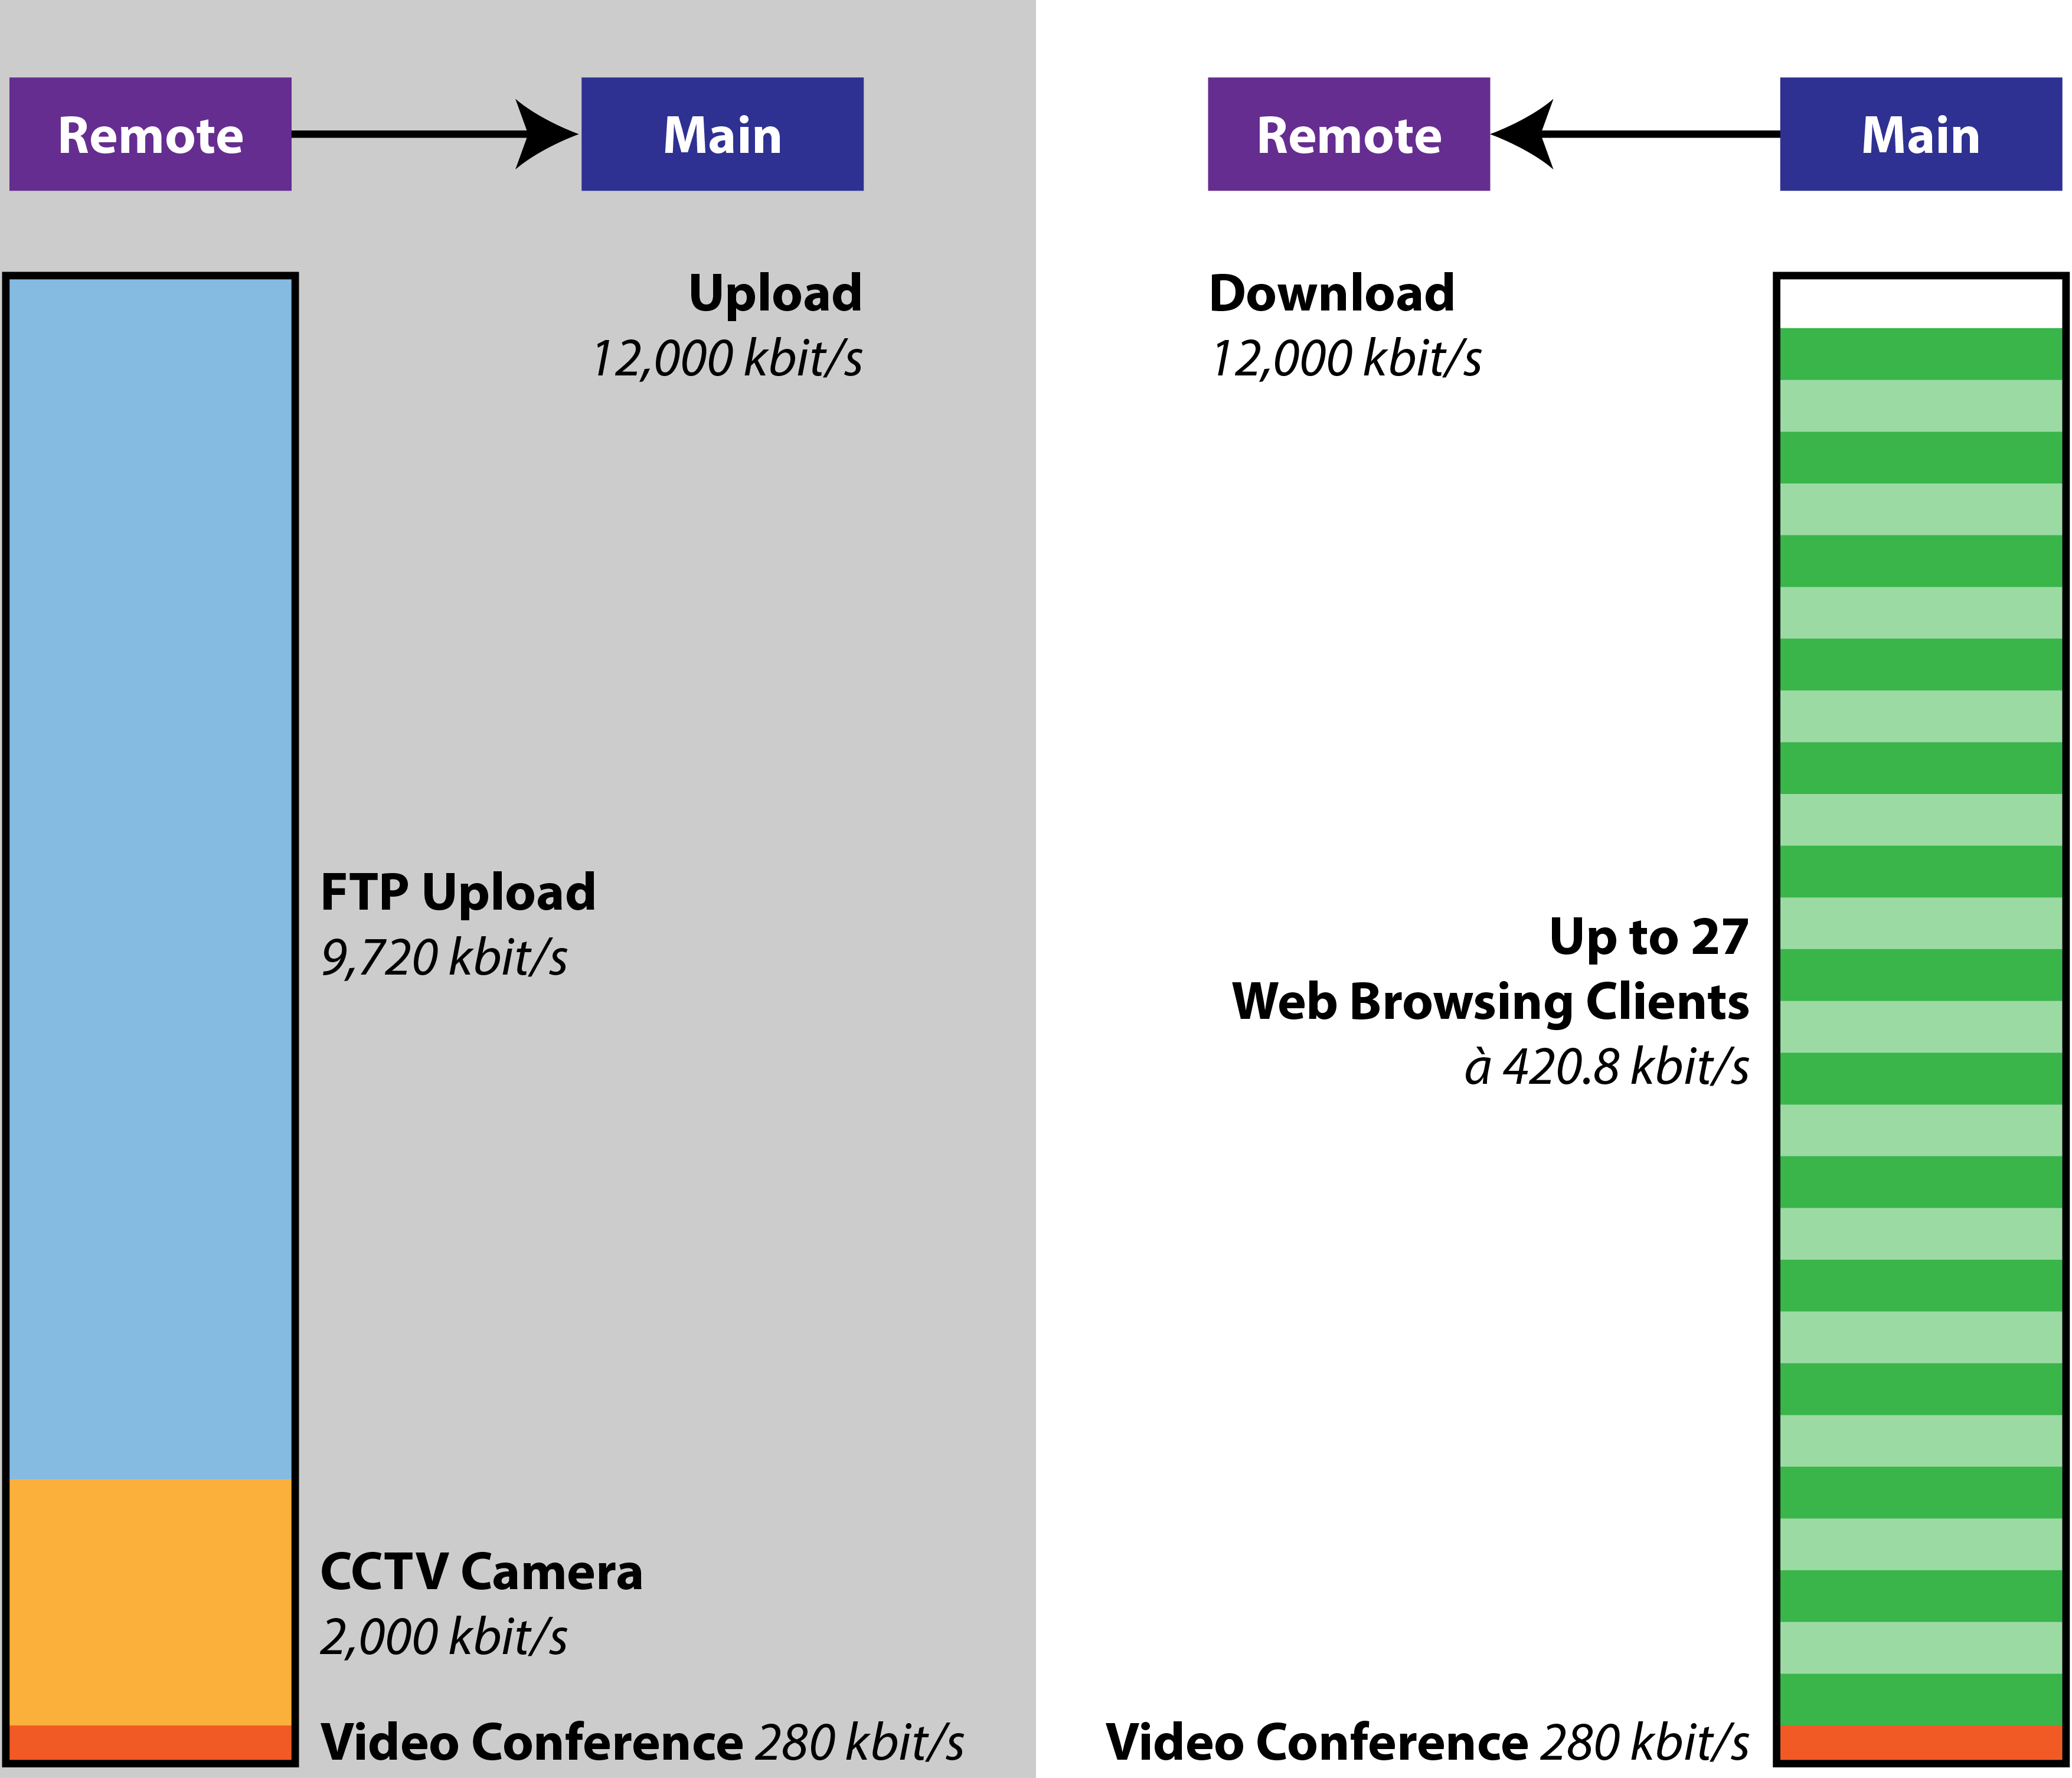 Remote
Main
Upload
12,000 kbit/s
FTP Upload
9,720 kbit/s
CCTV Camera
2,000 kbit/s
Video Conference 280 kbit/s
Remote
Main
Download
12,000 kbit/s
Up to 27
Web Browsing Clients
à 420.8 kbit/s
Video Conference 280 kbit/s